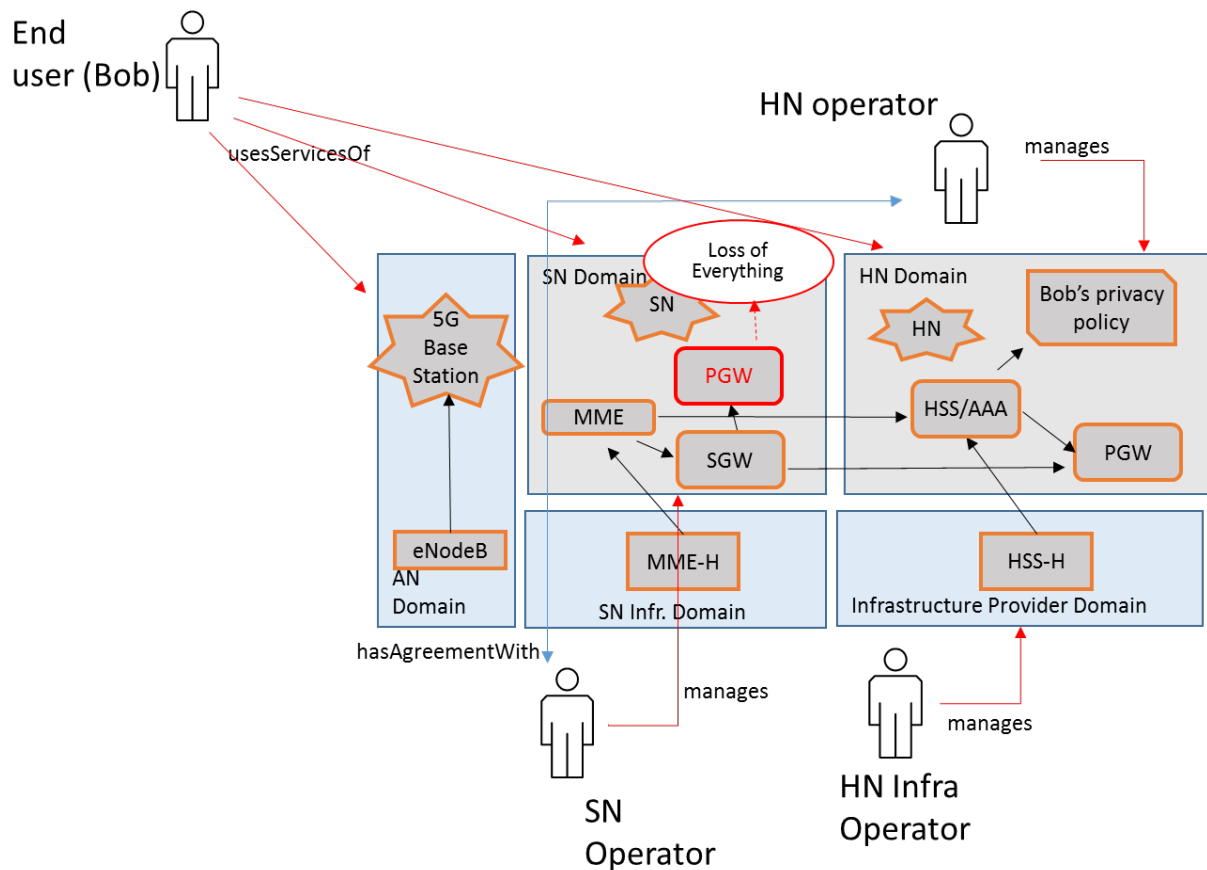 End
user (Bob)
HN operator
manages
usesServicesOf
Loss of
Everything
SN Domain
SN
HN Domain
HN
Bob's privacy
policy
5G
Base
Station
PGW
MME
HSS/AAA
SGW
PGW
eNodeB
AN
Domain
MME-H
SN Infr. Domain
HSS-H
Infrastructure Provider Domain
hasAgreementWith
manages
manages
SN
Operator
HN Infra
Operator